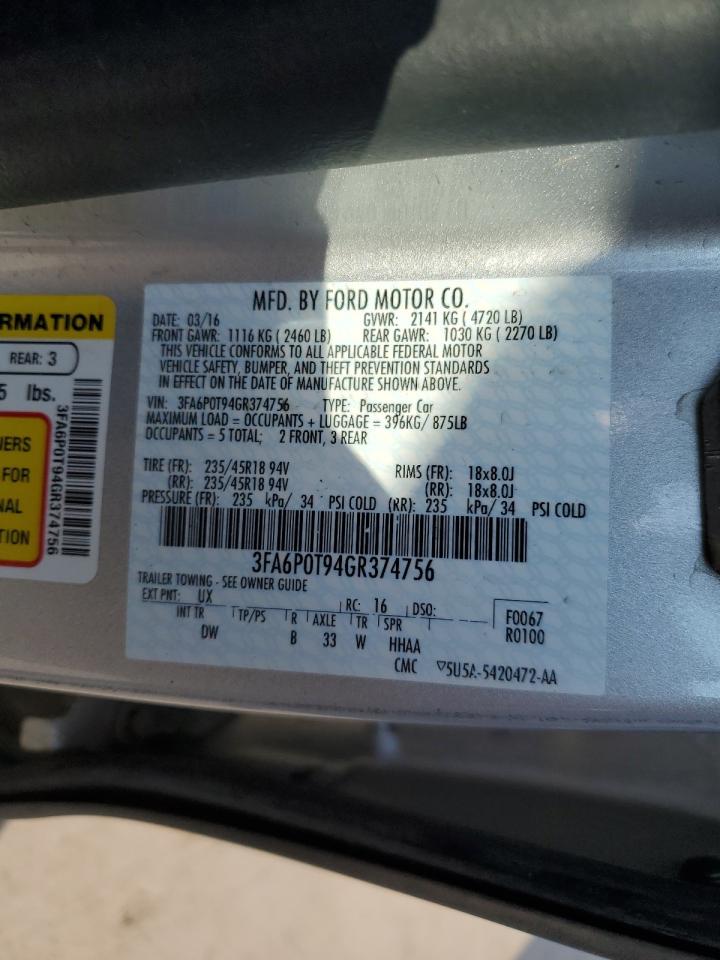 MFD. BY FORD MOTOR CO.
DATE: 03/16 GVWR: 2141 KG ( 4720 LB)
FRONT GAWR: 1116 KG ( 2460 LB) REAR GAWR: 1030 KG ( 2270 LB)
THIS VEHICLE CONFORMS TO ALL APPLICABLE FEDERAL MOTOR
VEHICLE SAFETY, BUMPER, AND THEFT PREVENTION STANDARDS
IN EFFECT ON THE DATE OF MANUFACTURE SHOWN ABOVE.
VIN: 3FA6P0T94GR374756 TYPE: Passenger Car
MAXIMUM LOAD = OCCUPANTS + LUGGAGE = 396KG/ 875LB
OCCUPANTS = 5 TOTAL; 2 FRONT, 3 REAR
TIRE (FR): 235/45R18 94V RIMS (FR): 18x8.0J
(RR): 235/45R18 94V (RR): 18x8.0J
PRESSURE (FR): 235 kPa/ 34 PSI COLD (RR): 235 kPa/ 34 PSI COLD
3FA6P0T94GR374756
TRAILER TOWING - SEE OWNER GUIDE
EXT PNT: UX RC: 16 DSO: F0067
INT TR TP/PS R AXLE TR SPR R0100
DW B 33 W HHAA
CMC 5U5A-5420472-AA
RMATION
REAR: 3
5 lbs.
NERS
FOR
NAL
TION
3FA6P0T94GR374756